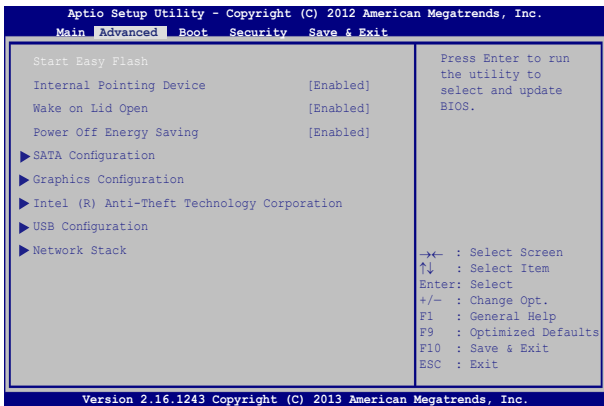 Aptio Setup Utility - Copyright (C) 2012 American Megatrends, Inc.
Main Advanced Boot Security Save & Exit
Start Easy Flash
Internal Pointing Device [Enabled]
Wake on Lid Open [Enabled]
Power Off Energy Saving [Enabled]
SATA Configuration
Graphics Configuration
Intel (R) Anti-Theft Technology Corporation
USB Configuration
Network Stack
Press Enter to run
the utility to
select and update
BIOS.
→← : Select Screen
↑↓ : Select Item
Enter: Select
+/— : Change Opt.
F1 : General Help
F9 : Optimized Defaults
F10 : Save & Exit
ESC : Exit
Version 2.16.1243 Copyright (C) 2013 American Megatrends, Inc.